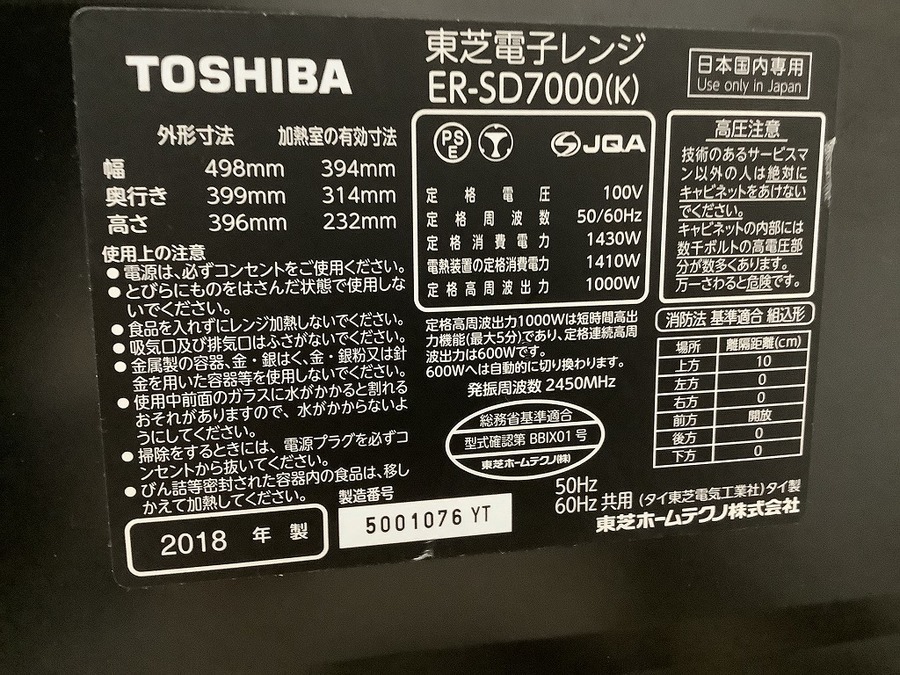 TOSHIBA
東芝電子レンジ
ER-SD7000(K)
日本国内専用
Use only in Japan
外形寸法 加熱室の有効寸法
幅 498mm 394mm
奥行き 399mm 314mm
高さ 396mm 232mm
使用上の注意
●電源は、必ずコンセントをご使用ください。
●とびらにものをはさんだ状態で使用しな
いでください。
●食品を入れずにレンジ加熱しないでください。
●吸気口及び排気口はふさがないでください。
●金属製の容器、金・銀はく、金・銀粉又は針
金を用いた容器等を使用しないでください。
●使用中前面のガラスに水がかかると割れる
おそれがありますので、水がかからないよ
うにしてください。
●掃除をするときには、電源プラグを必ずコ
ンセントから抜いてください。
●びん詰等密封された容器内の食品は、移し
かえて加熱してください。
2018 年 製
製造番号
5001076 YT
PS
E
JQA
定格電圧 100V
定格周波数 50/60Hz
定格消費電力 1430W
電熱装置の定格消費電力 1410W
定格高周波出力 1000W
定格高周波出力1000Wは短時間高出
力機能(最大5分)であり、定格連続高周
波出力は600Wです。
600Wへは自動的に切り換わります。
発振周波数 2450MHz
総務省基準適合
型式確認第 BBIX01 号
東芝ホームテクノ(株)
高圧注意
技術のあるサービスマ
ン以外の人は絶対に
キャビネットをあけない
でください。
キャビネットの内部には
数千ボルトの高電圧部
分が数多くあります。
万一さわると危険です。
消防法 基準適合 組込形
場所 離隔距離(cm)
上方 10
左方 0
右方 0
前方 開放
後方 0
下方 0
50Hz
60Hz 共用 (タイ東芝電気工業社)タイ製
東芝ホームテクノ株式会社